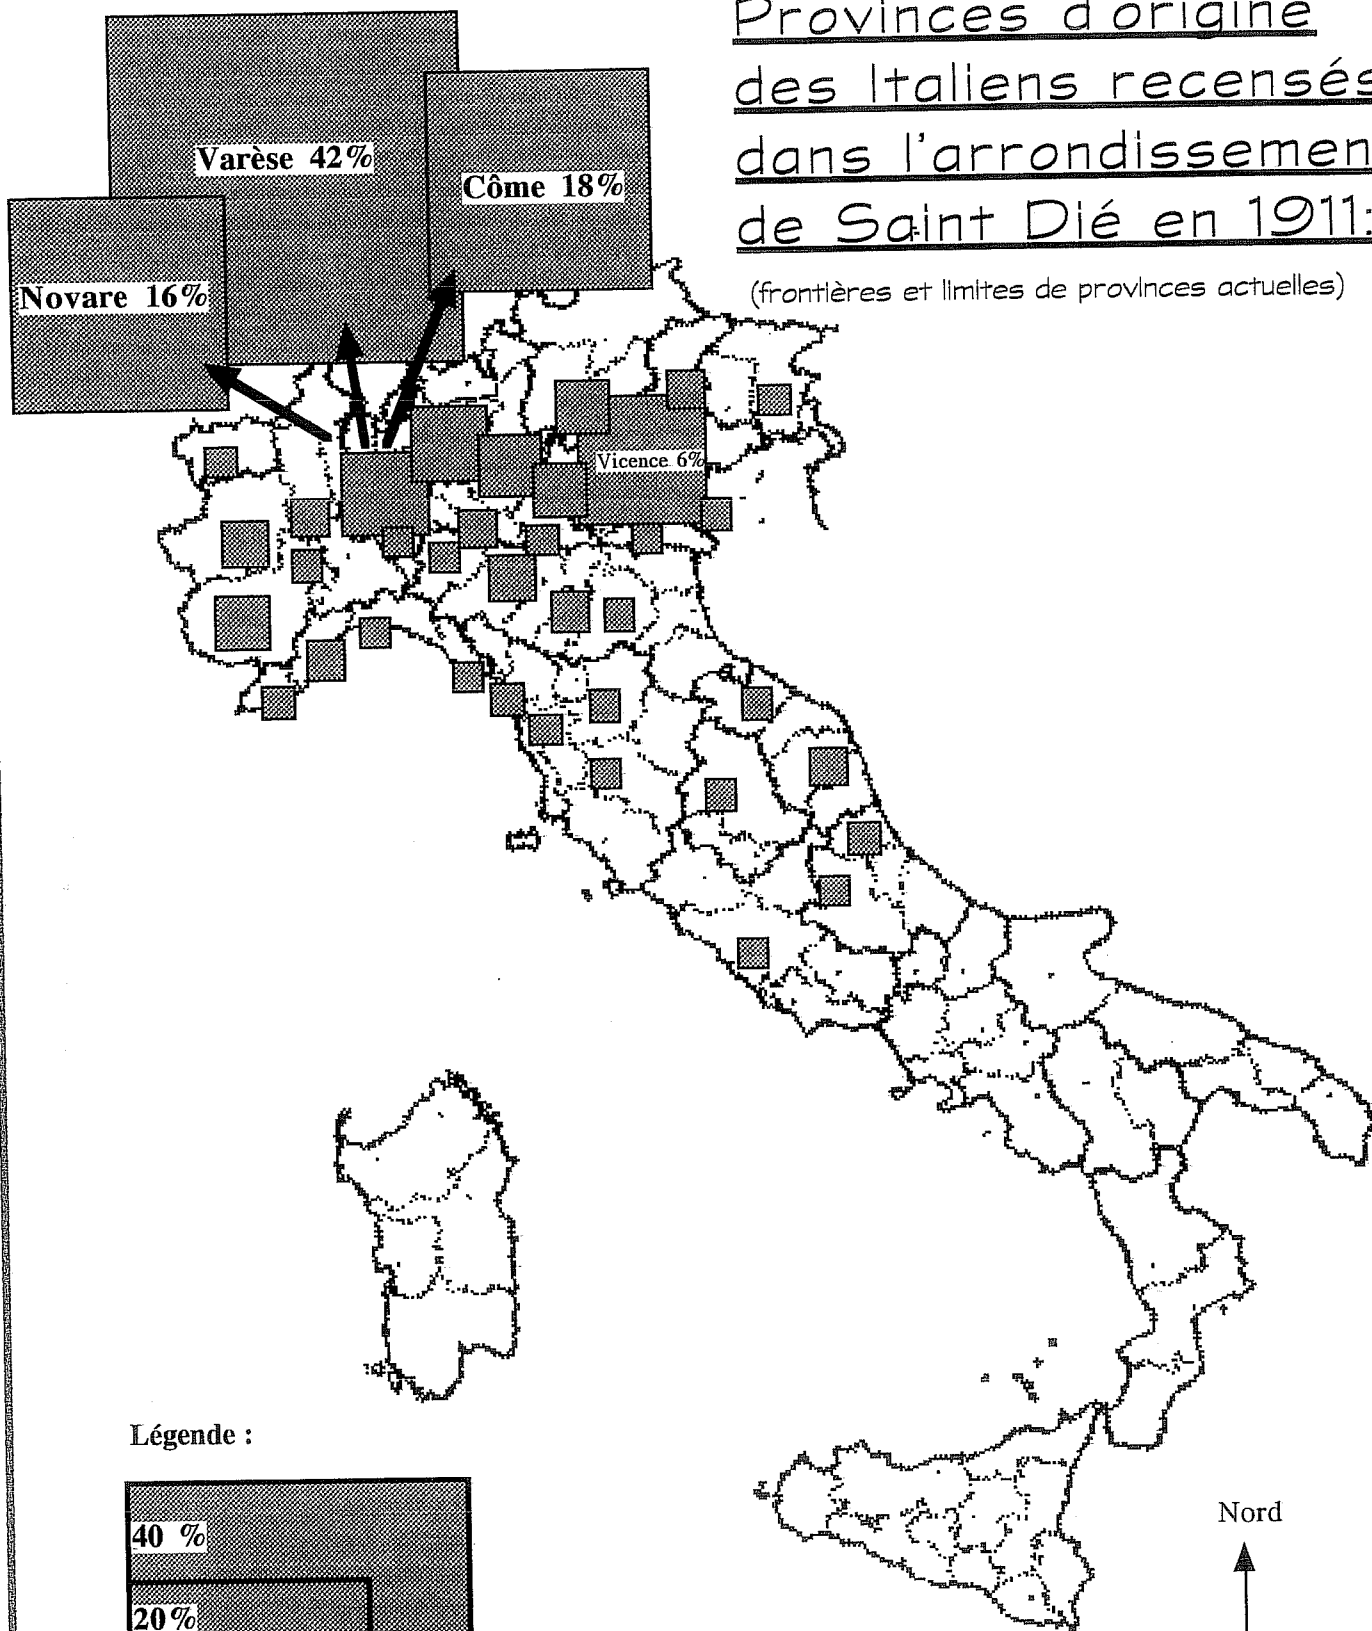 Provinces d'origine
des Italiens recensés
dans l'arrondissemen
de Saint Dié en 1911:
(frontières et limites de provinces actuelles)
Varèse 42%
Côme 18%
Novare 16%
Vicence 6%
Légende :
40 %
20%
Nord